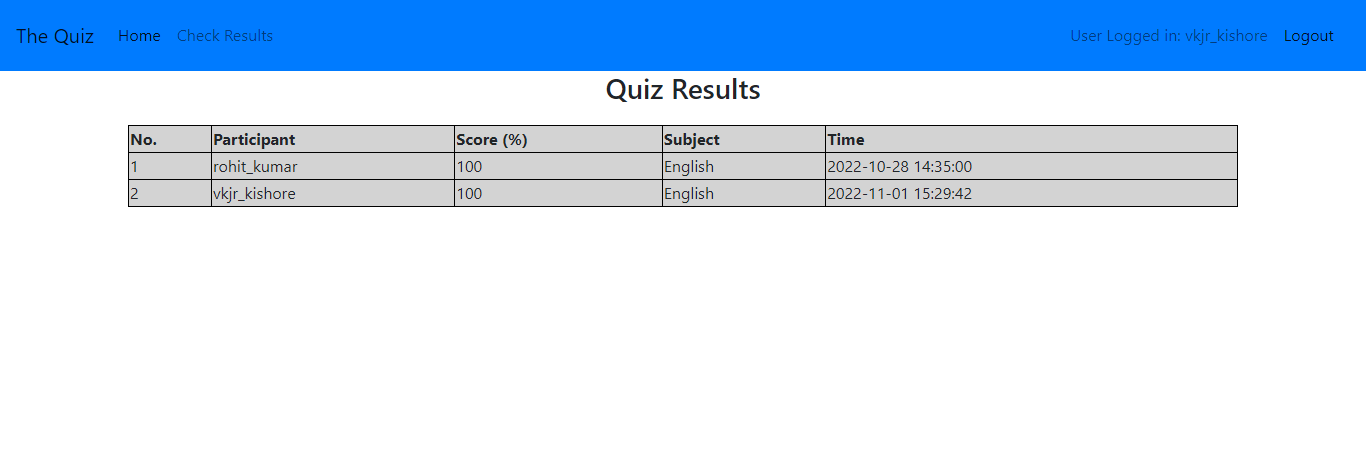 The Quiz Home Check Results User Logged in: vkjr_kishore Logout
Quiz Results
No. Participant Score (%) Subject Time
1 rohit_kumar 100 English 2022-10-28 14:35:00
2 vkjr_kishore 100 English 2022-11-01 15:29:42